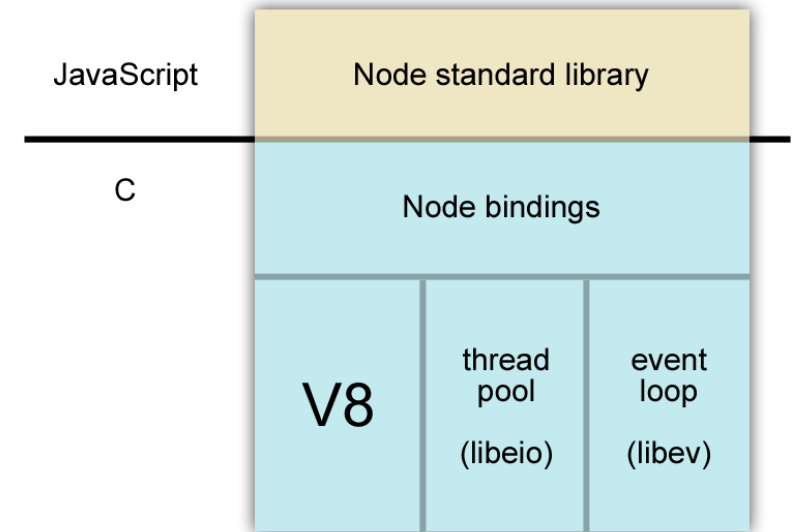 JavaScript
Node standard library
C
Node bindings
V8
thread
pool
(libeio)
event
loop
(libev)